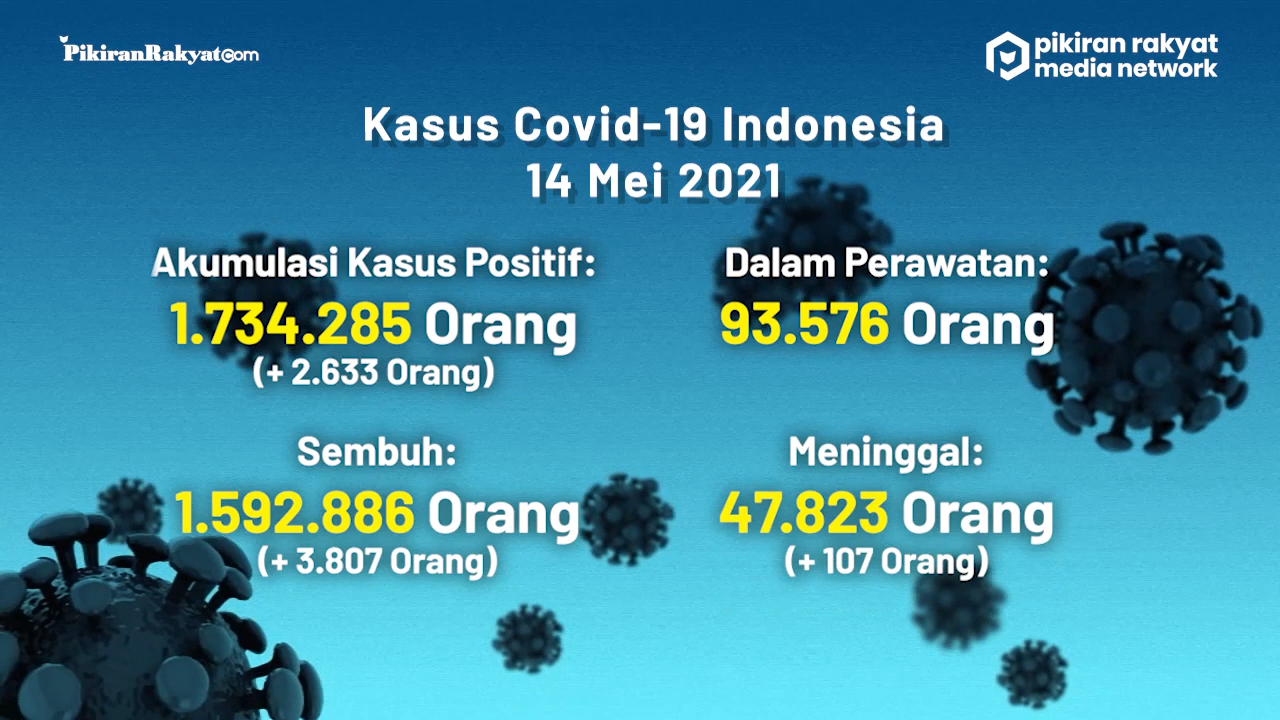 PikiranRakyatcom
pikiran rakyat
media network
Kasus Covid-19 Indonesia
14 Mei 2021
Akumulasi Kasus Positif:
1.734.285 Orang
(+ 2.633 Orang)
Dalam Perawatan:
93.576 Orang
Sembuh:
1.592.886 Orang
(+ 3.807 Orang)
Meninggal:
47.823 Orang
(+ 107 Orang)